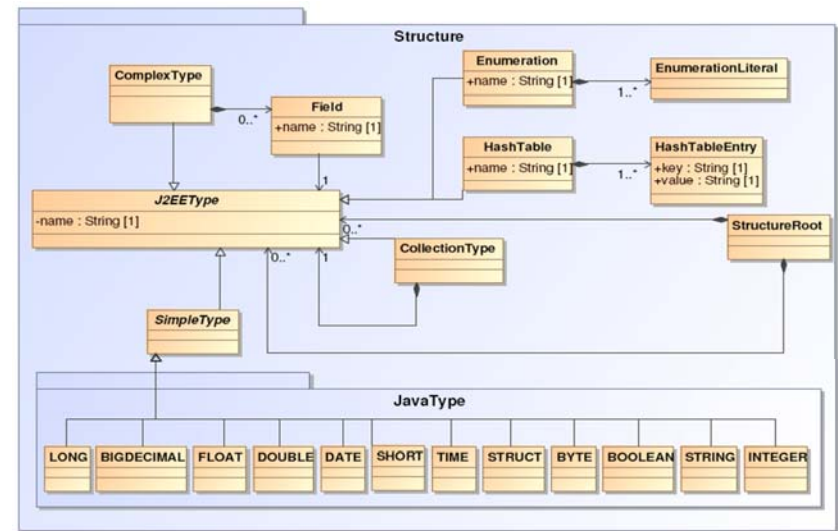 Structure
ComplexType
Field
+name : String [1]
0..*
Enumeration
+name : String [1]
1..*
EnumerationLiteral
HashTable
+name : String [1]
1..*
HashTableEntry
+key : String [1]
+value : String [1]
1
J2EEType
-name : String [1]
0..*
StructureRoot
CollectionType
0..*
1
SimpleType
JavaType
LONG
BIGDECIMAL
FLOAT
DOUBLE
DATE
SHORT
TIME
STRUCT
BYTE
BOOLEAN
STRING
INTEGER